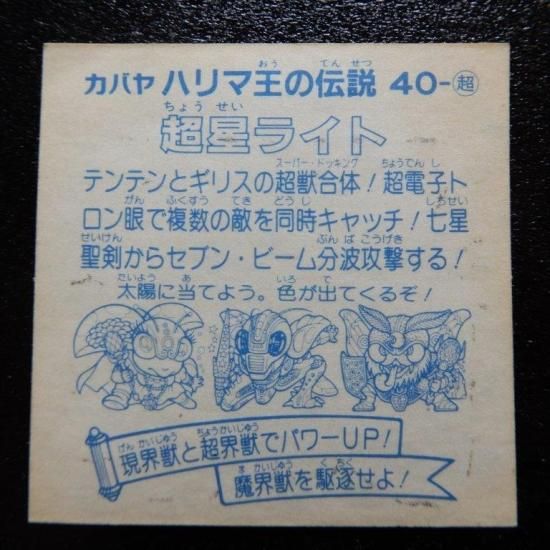 カバヤ ハリマ王の伝説 40-超
超星ライト
テンテンとギリスの超獣合体！超電子ト
ロン眼で複数の敵を同時キャッチ！七星
聖剣からセブン・ビーム分波攻撃する！
太陽に当てよう。色が出てくるぞ！
現界獣と超界獣でパワーUP！
魔界獣を駆逐せよ！